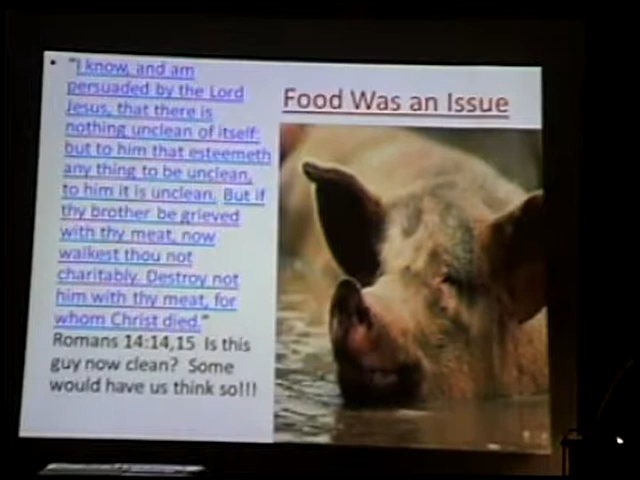 • "I know, and am
persuaded by the Lord
Jesus, that there is
nothing unclean of itself:
but to him that esteemeth
any thing to be unclean,
to him it is unclean. But if
thy brother be grieved
with thy meat, now
walkest thou not
charitably. Destroy not
him with thy meat, for
whom Christ died."
Romans 14:14,15 Is this
guy now clean? Some
would have us think so!!!
Food Was an Issue